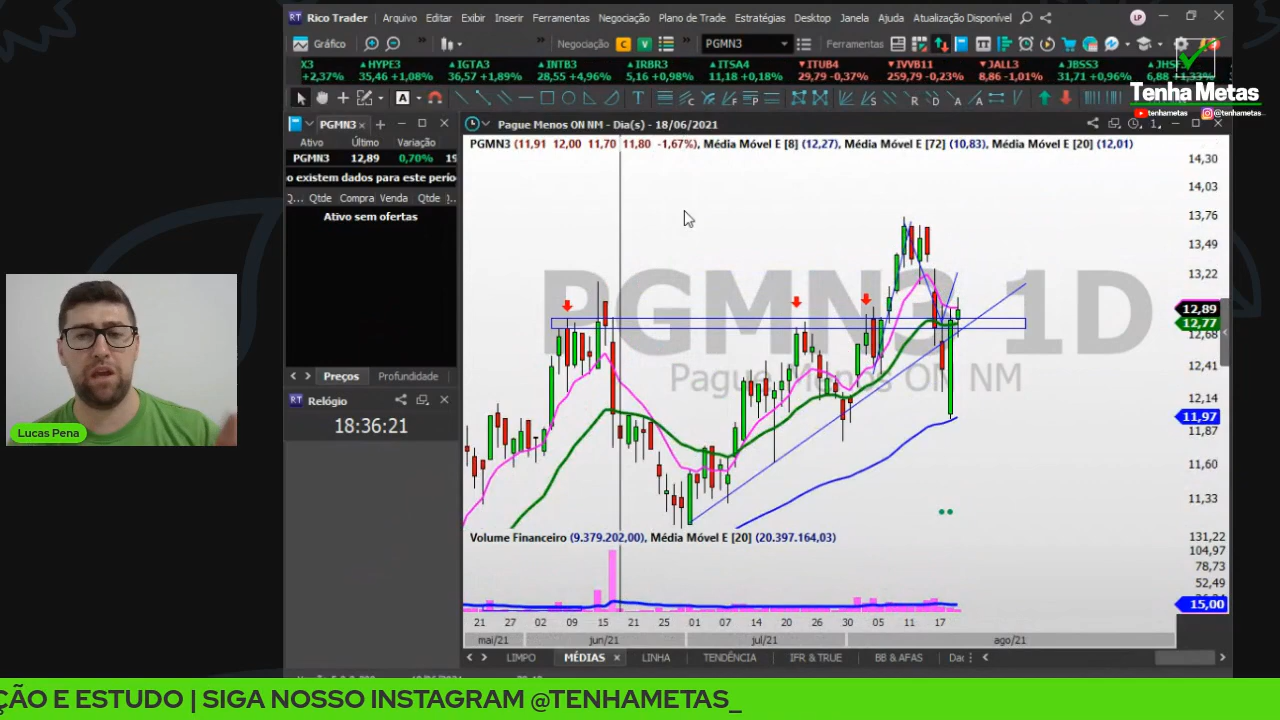 Rico Trader Arquivo Editar Exibir Inserir Ferramentas Negociação Plano de Trade Estratégias Desktop Janela Ajuda Atualização Disponível LP
Gráfico Negociação C V PGMN3 Ferramentas
X3 HYPE3 IGTA3 INTB3 IRBR3 ITSA4 ITUB4 IVVB11 JALL3 JBSS3 JHSF
+2,37% 35,46 +1,08% 36,57 +1,89% 28,55 +4,96% 5,16 +0,98% 11,18 +0,18% 29,79 -0,37% 259,79 -0,23% 8,86 -1,01% 31,71 +0,96% 6,88 +1,33%
Tenha Metas
tenhametas @tenhametas_
PGMN3
Ativo Último Variação
PGMN3 12,89 0,70% 19
o existem dados para este perío
Q... Qtde Compra Venda Qtde
Ativo sem ofertas
Preços Profundidade
Relógio
18:36:21
Pague Menos ON NM - Dia(s) - 18/06/2021
PGMN3 (11,91 12,00 11,70 11,80 -1,67%), Média Móvel E [8] (12,27), Média Móvel E [72] (10,83), Média Móvel E [20] (12,01)
PGMN3 1D
Pague Menos ON NM
14,30
14,03
13,76
13,49
13,22
12,89
12,77
12,68
12,41
12,14
11,97
11,87
11,60
11,33
Volume Financeiro (9.379.202,00), Média Móvel E [20] (20.397.164,03)
131,22
104,97
78,73
52,49
15,00
21 27 02 09 15 21 25 01 07 14 20 26 30 05 11 17
mai/21 jun/21 jul/21 ago/21
LIMPO MÉDIAS LINHA TENDÊNCIA IFR & TRUE BB & AFAS Dac
Lucas Pena
ÇÃO E ESTUDO | SIGA NOSSO INSTAGRAM @TENHAMETAS_